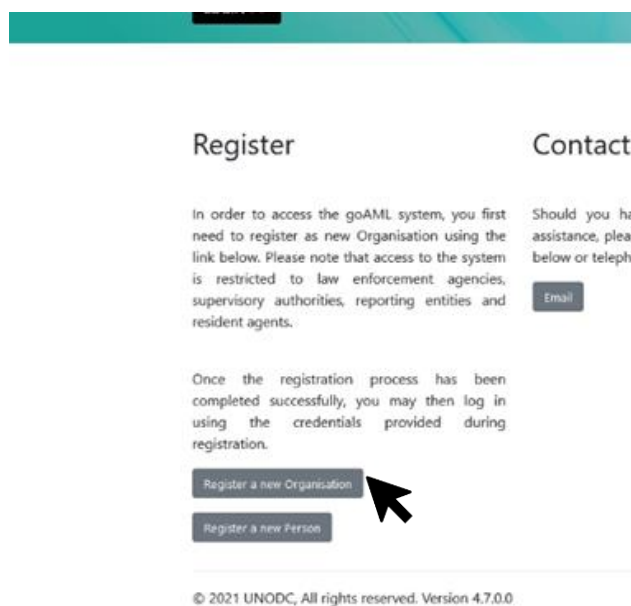 Register
In order to access the goAML system, you first
need to register as new Organisation using the
link below. Please note that access to the system
is restricted to law enforcement agencies,
supervisory authorities, reporting entities and
resident agents.
Once the registration process has been
completed successfully, you may then log in
using the credentials provided during
registration.
Register a new Organisation
Register a new Person
Contact
Should you ha
assistance, plea
below or teleph
Email
© 2021 UNODC, All rights reserved. Version 4.7.0.0